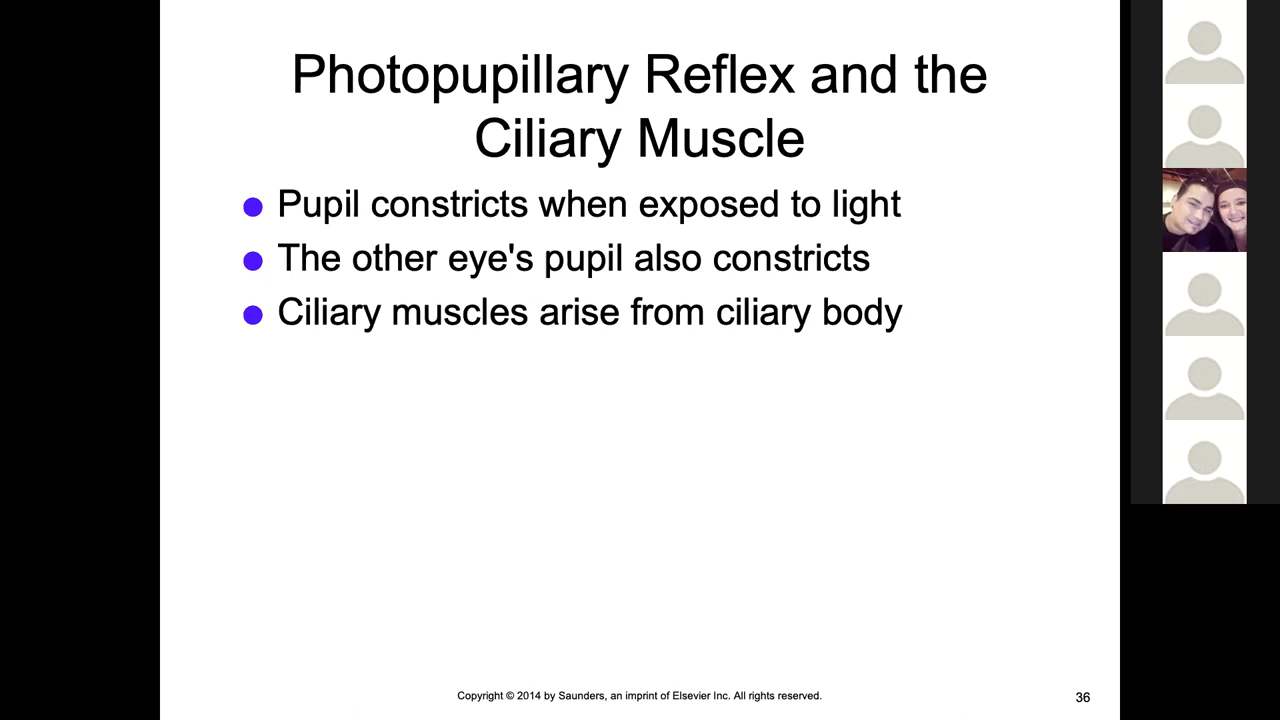 Photopupillary Reflex and the
Ciliary Muscle
Pupil constricts when exposed to light
The other eye's pupil also constricts
Ciliary muscles arise from ciliary body
Copyright © 2014 by Saunders, an imprint of Elsevier Inc. All rights reserved.
36